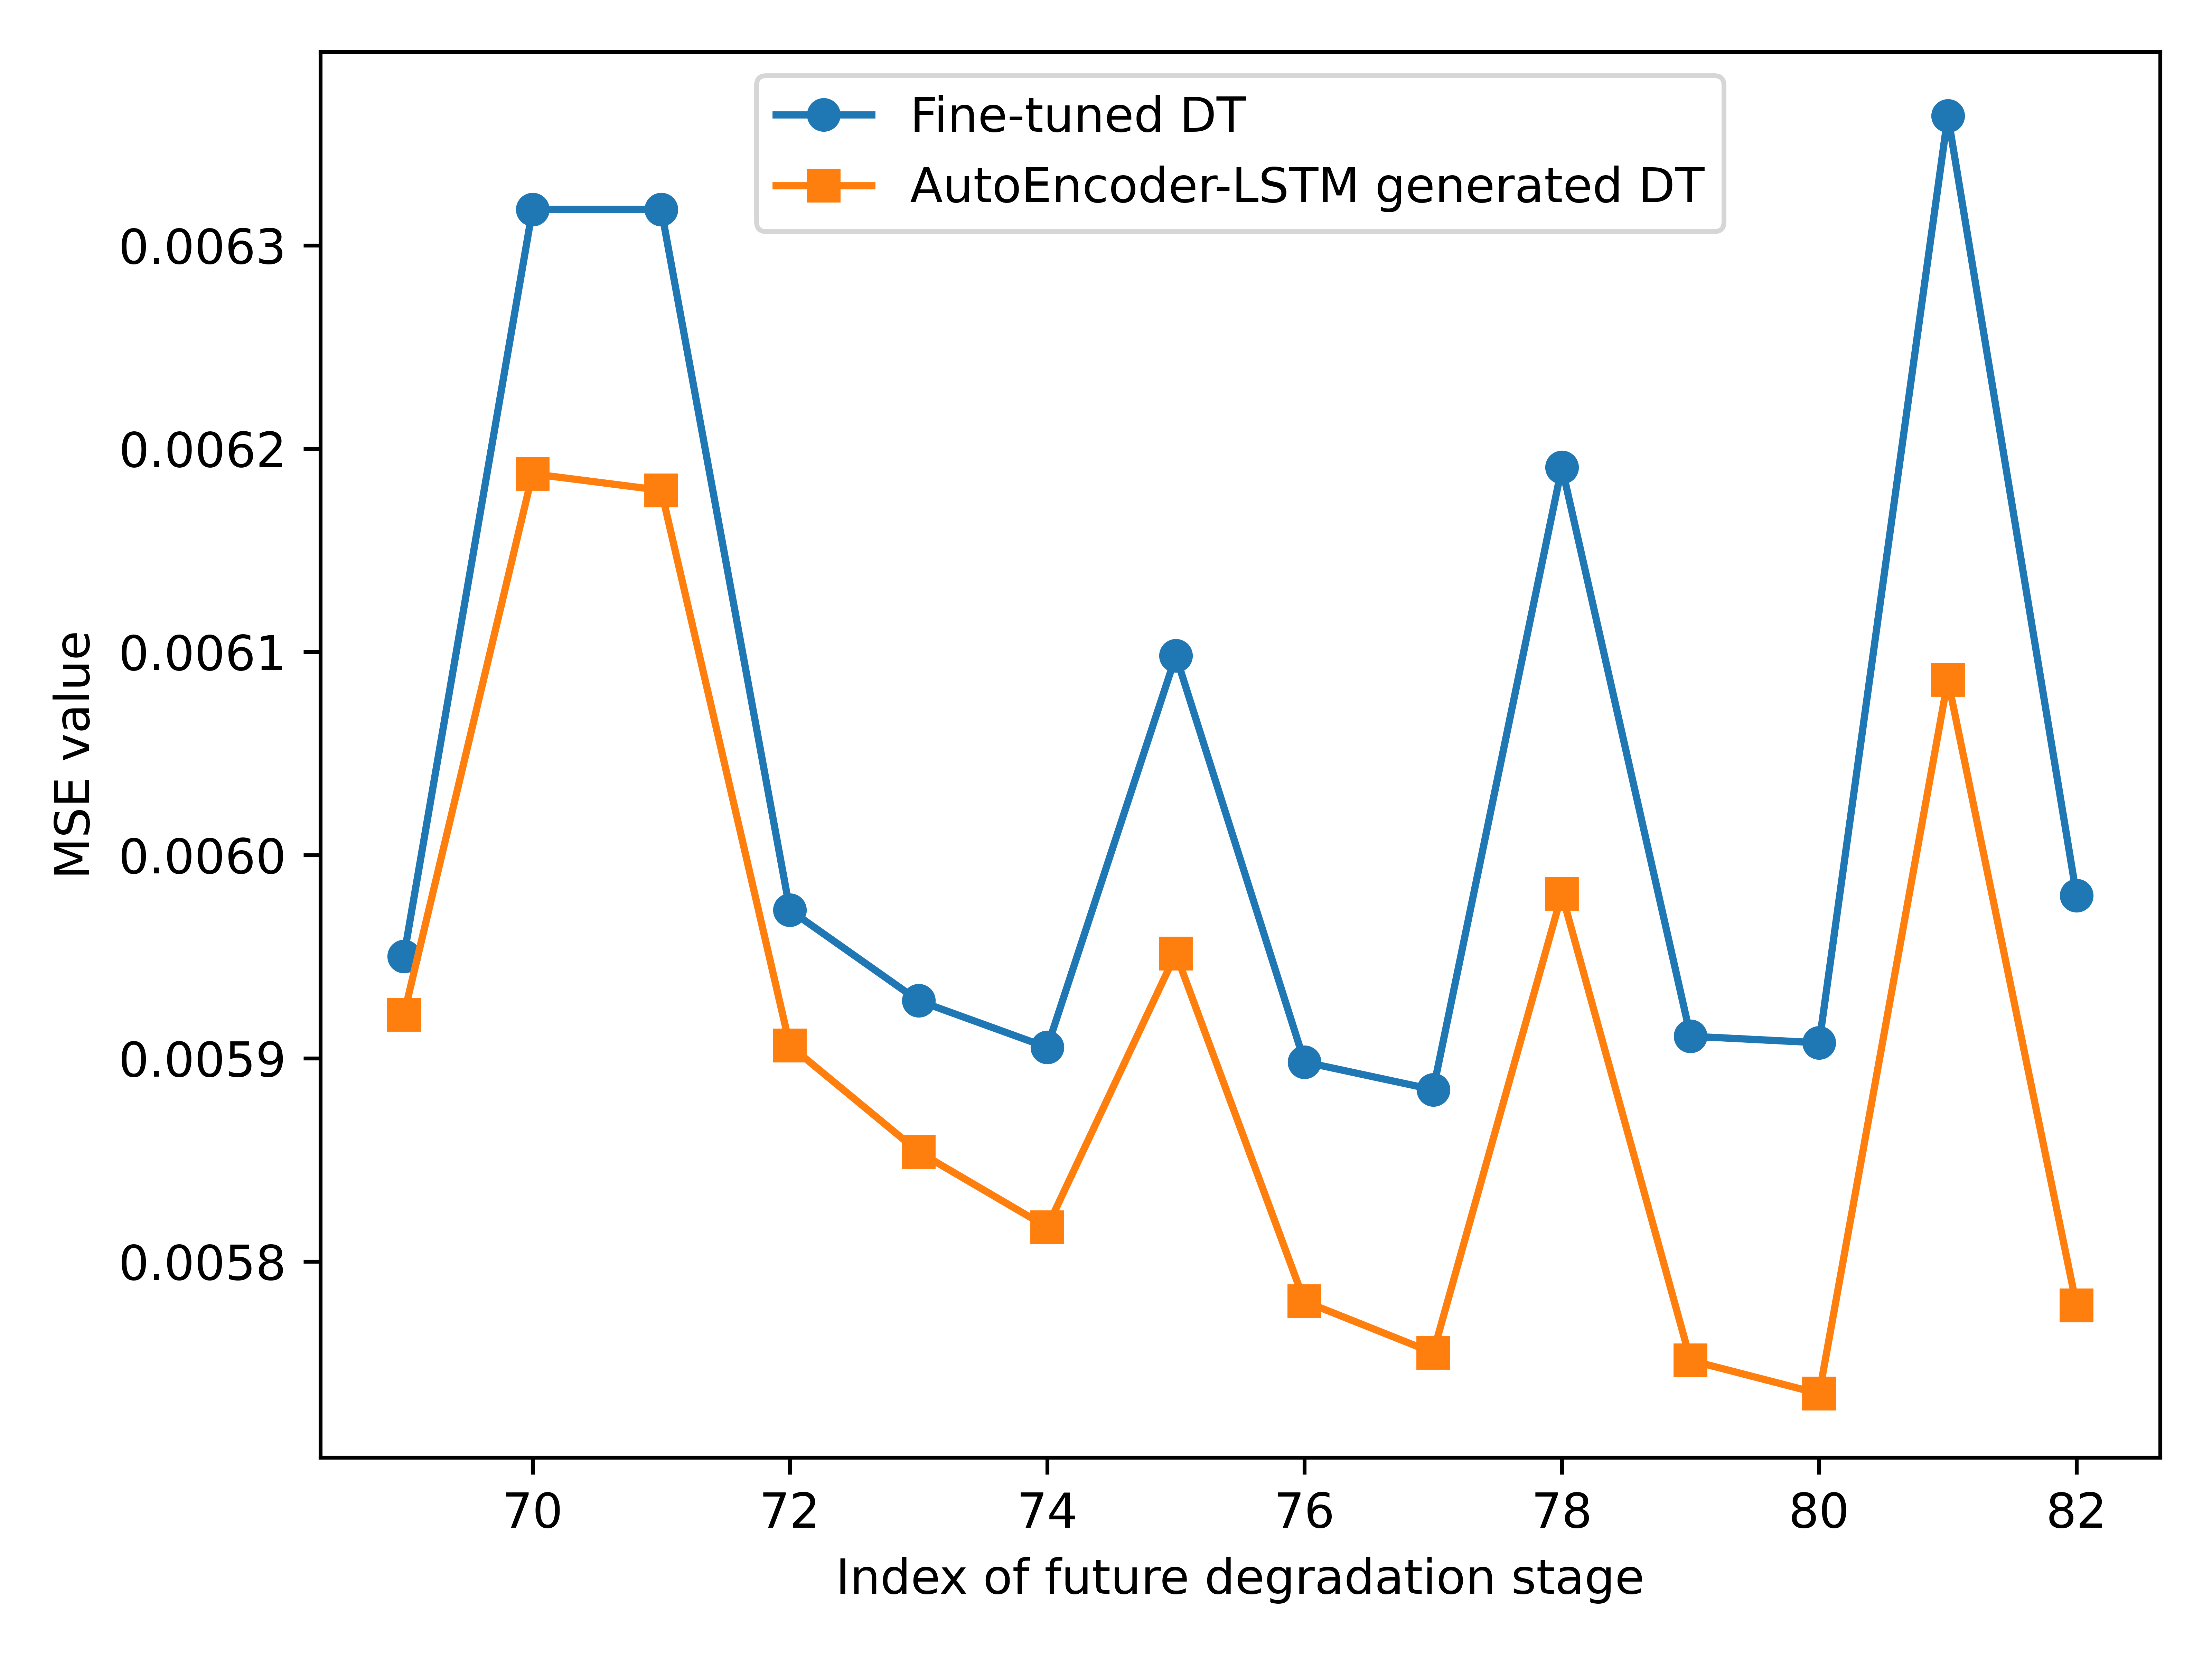 Fine-tuned DT
AutoEncoder-LSTM generated DT
0.0063
0.0062
0.0061
0.0060
0.0059
0.0058
MSE value
70 72 74 76 78 80 82
Index of future degradation stage